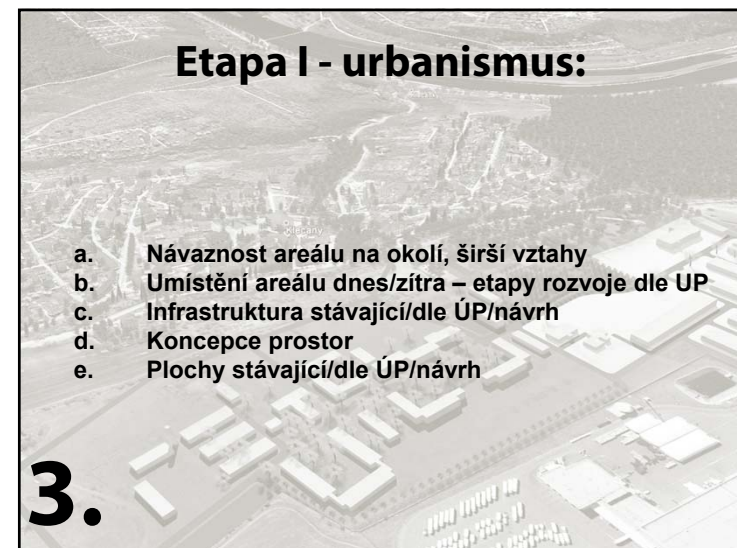 Etapa I - urbanismus:
Klecany
a. Návaznost areálu na okolí, širší vztahy
b. Umístění areálu dnes/zítra – etapy rozvoje dle UP
c. Infrastruktura stávající/dle ÚP/návrh
d. Koncepce prostor
e. Plochy stávající/dle ÚP/návrh
3.